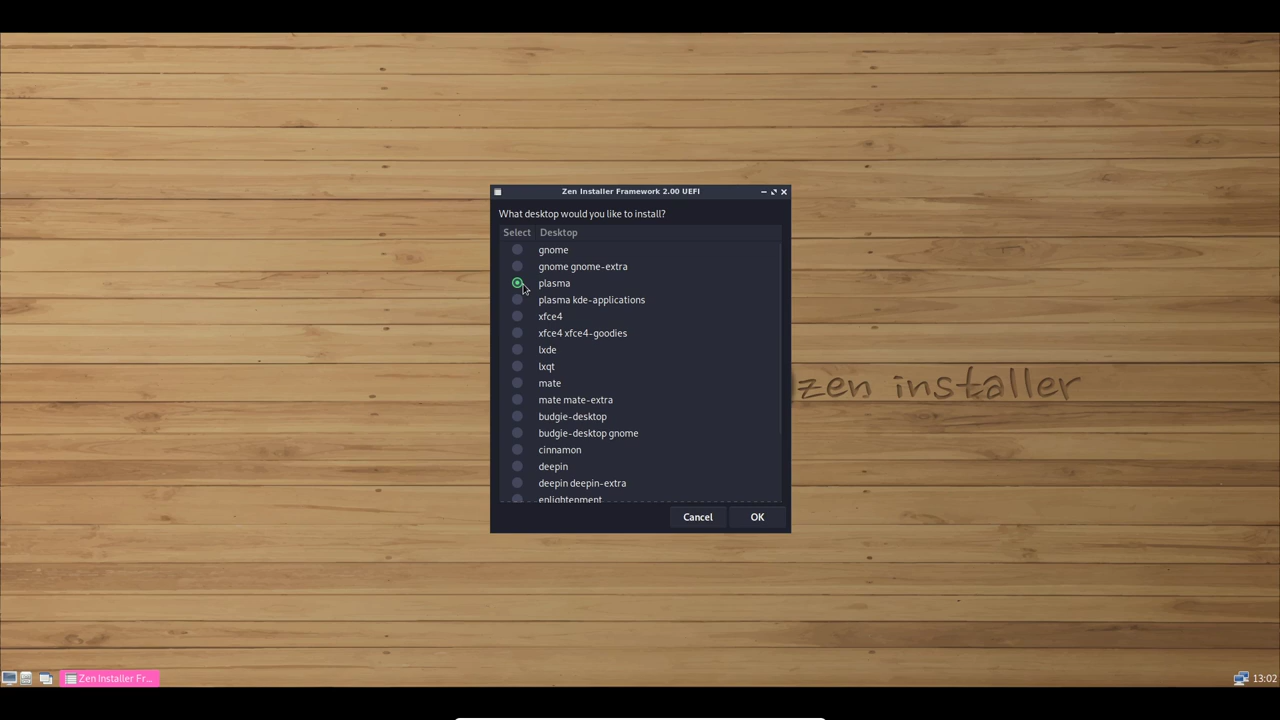 Zen Installer Framework 2.00 UEFI
What desktop would you like to install?
Select Desktop
gnome
gnome gnome-extra
plasma
plasma kde-applications
xfce4
xfce4 xfce4-goodies
lxde
lxqt
mate
mate mate-extra
budgie-desktop
budgie-desktop gnome
cinnamon
deepin
deepin deepin-extra
enlightenment
Cancel OK
zen installer
Zen Installer Fr...
13:02